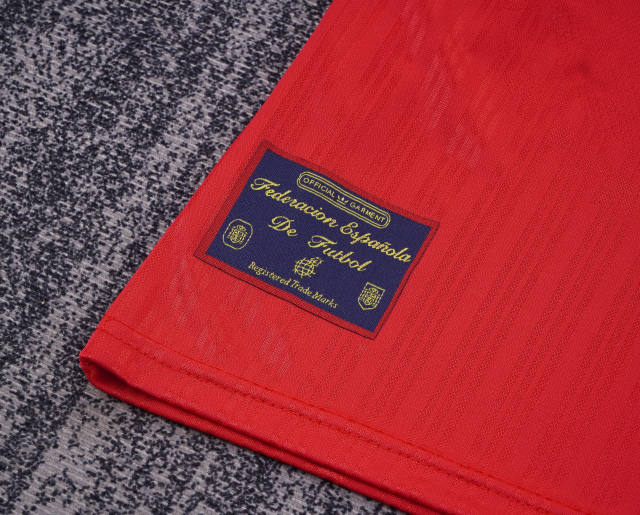 OFFICIAL GARMENT
Federacion Española
De Futbol
Registered Trade Marks